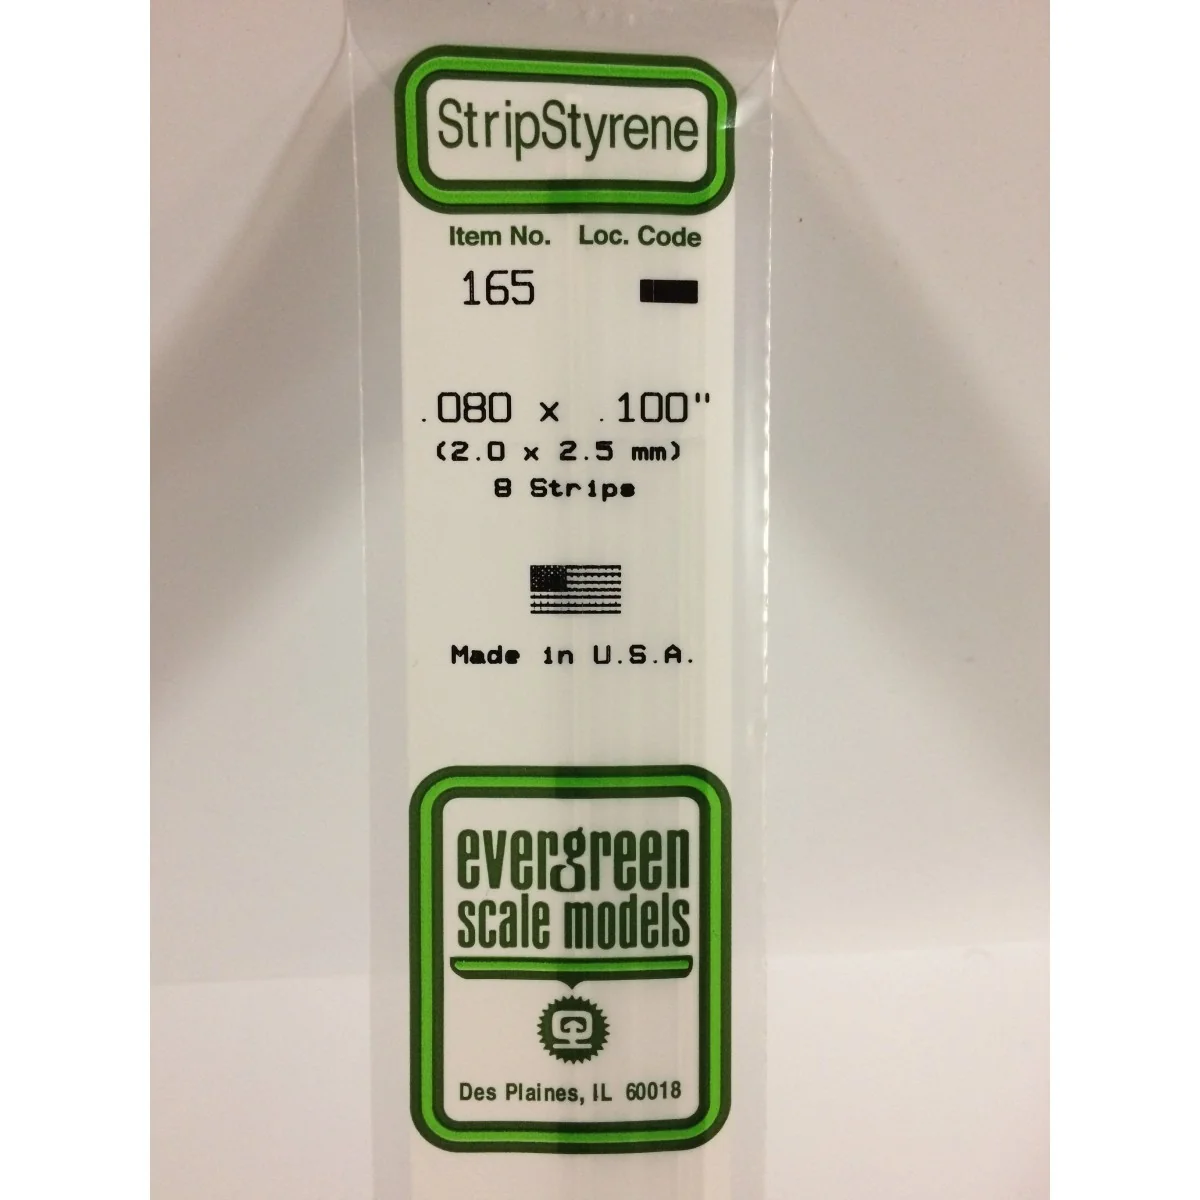 StripStyrene
Item No. Loc. Code
165
.080 x .100"
(2.0 x 2.5 mm)
8 Strips
Made in U.S.A.
evergreen
scale models
Des Plaines, IL 60018